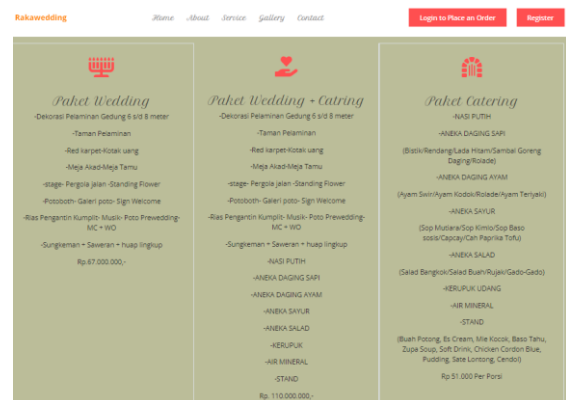 Rakawedding
Home About Service Gallery Contact
Login to Place an Order
Register
Paket Wedding
-Dekorasi Pelaminan Gedung 6 s/d 8 meter
-Taman Pelaminan
-Red karpet-Kotak uang
-Meja Akad-Meja Tamu
-stage- Pergola jalan -Standing Flower
-Potoboth- Galeri poto- Sign Welcome
-Rias Pengantin Kumplit- Musik- Poto Prewedding-
MC + WO
-Sungkeman + Saweran + huap lingkup
Rp.67.000.000,-
Paket Wedding + Catring
-Dekorasi Pelaminan Gedung 6 s/d 8 meter
-Taman Pelaminan
-Red karpet-Kotak uang
-Meja Akad-Meja Tamu
-stage- Pergola jalan -Standing Flower
-Potoboth- Galeri poto- Sign Welcome
-Rias Pengantin Kumplit- Musik- Poto Prewedding-
MC + WO
-Sungkeman + Saweran + huap lingkup
-NASI PUTIH
-ANEKA DAGING SAPI
-ANEKA DAGING AYAM
-ANEKA SAYUR
-ANEKA SALAD
-KERUPUK
-AIR MINERAL
-STAND
Rp. 110.000.000,-
Paket Catering
-NASI PUTIH
-ANEKA DAGING SAPI
(Bistik/Rendang/Lada Hitam/Sambal Goreng
Daging/Rolade)
-ANEKA DAGING AYAM
(Ayam Swir/Ayam Kodok/Rolade/Ayam Teriyaki)
-ANEKA SAYUR
(Sop Mutiara/Sop Kimlo/Sop Baso
sosis/Capcay/Cah Paprika Tofu)
-ANEKA SALAD
(Salad Bangkok/Salad Buah/Rujak/Gado-Gado)
-KERUPUK UDANG
-AIR MINERAL
-STAND
(Buah Potong, Es Cream, Mie Kocok, Baso Tahu,
Zupa Soup, Soft Drink, Chicken Cordon Blue,
Pudding, Sate Lontong, Cendol)
Rp 51.000 Per Porsi